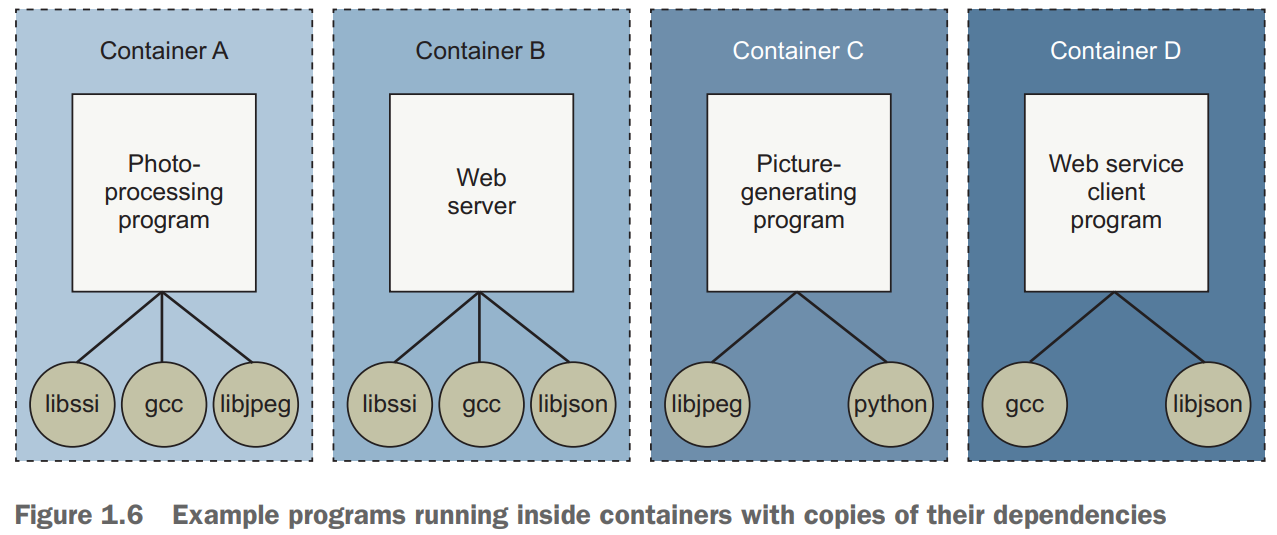 Container A
Photo-
processing
program
libssi
gcc
libjpeg
Container B
Web
server
libssi
gcc
libjson
Container C
Picture-
generating
program
libjpeg
python
Container D
Web service
client
program
gcc
libjson
Figure 1.6 Example programs running inside containers with copies of their dependencies